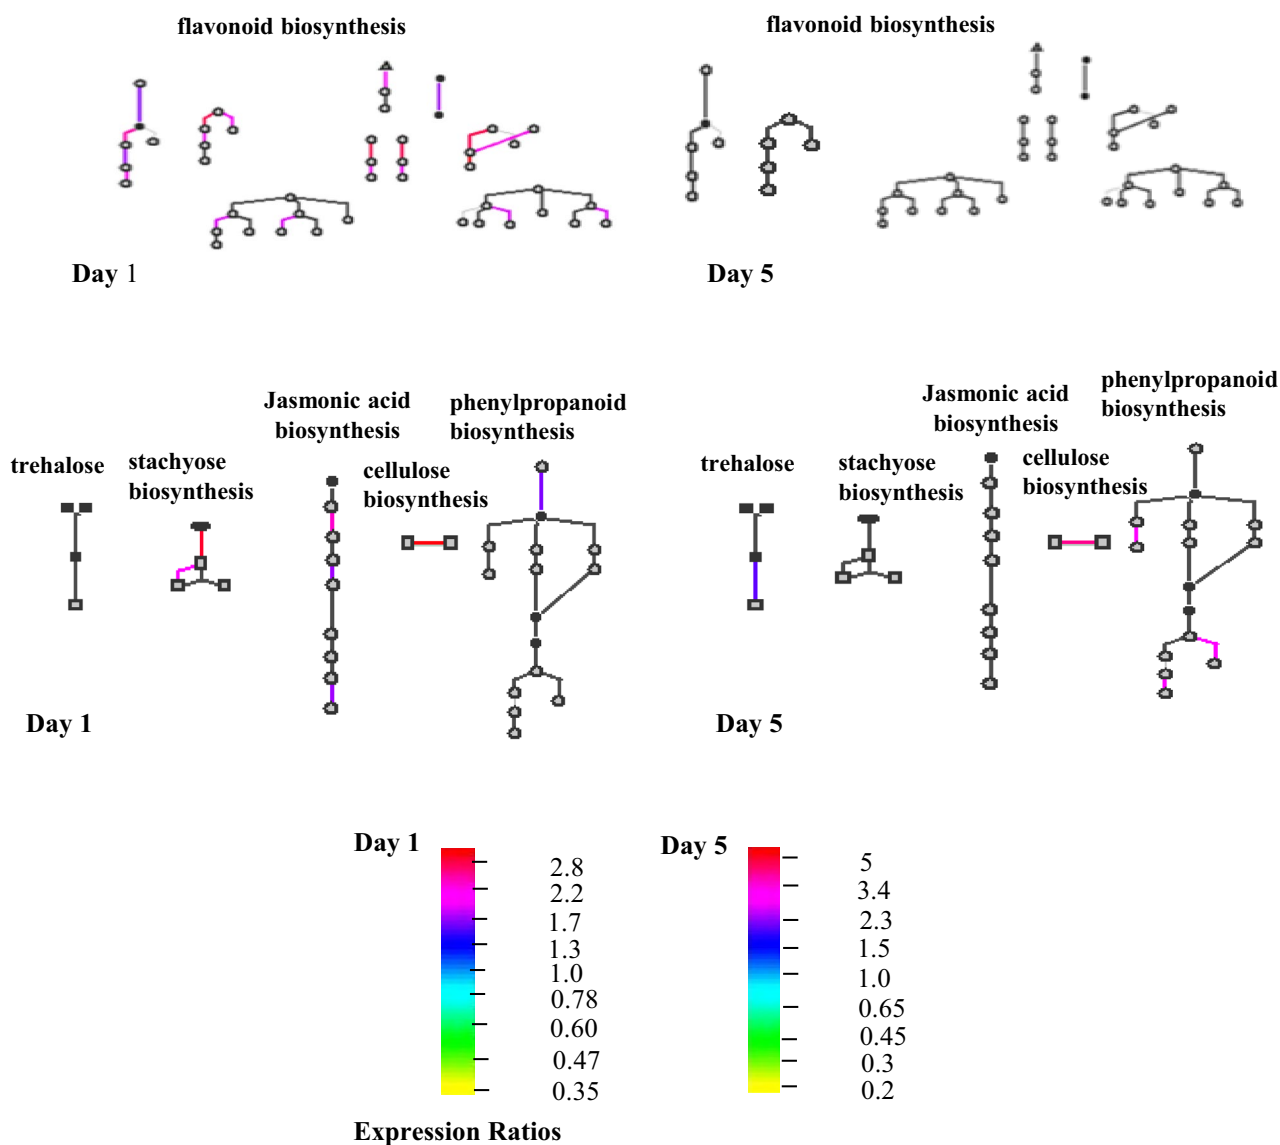 flavonoid biosynthesis
flavonoid biosynthesis
Day 1
Day 5
trehalose
stachyose
biosynthesis
Jasmonic acid
biosynthesis
cellulose
biosynthesis
phenylpropanoid
biosynthesis
Day 1
trehalose
stachyose
biosynthesis
Jasmonic acid
biosynthesis
cellulose
biosynthesis
phenylpropanoid
biosynthesis
Day 5
Day 1
2.8
2.2
1.7
1.3
1.0
0.78
0.60
0.47
0.35
Day 5
5
3.4
2.3
1.5
1.0
0.65
0.45
0.3
0.2
Expression Ratios